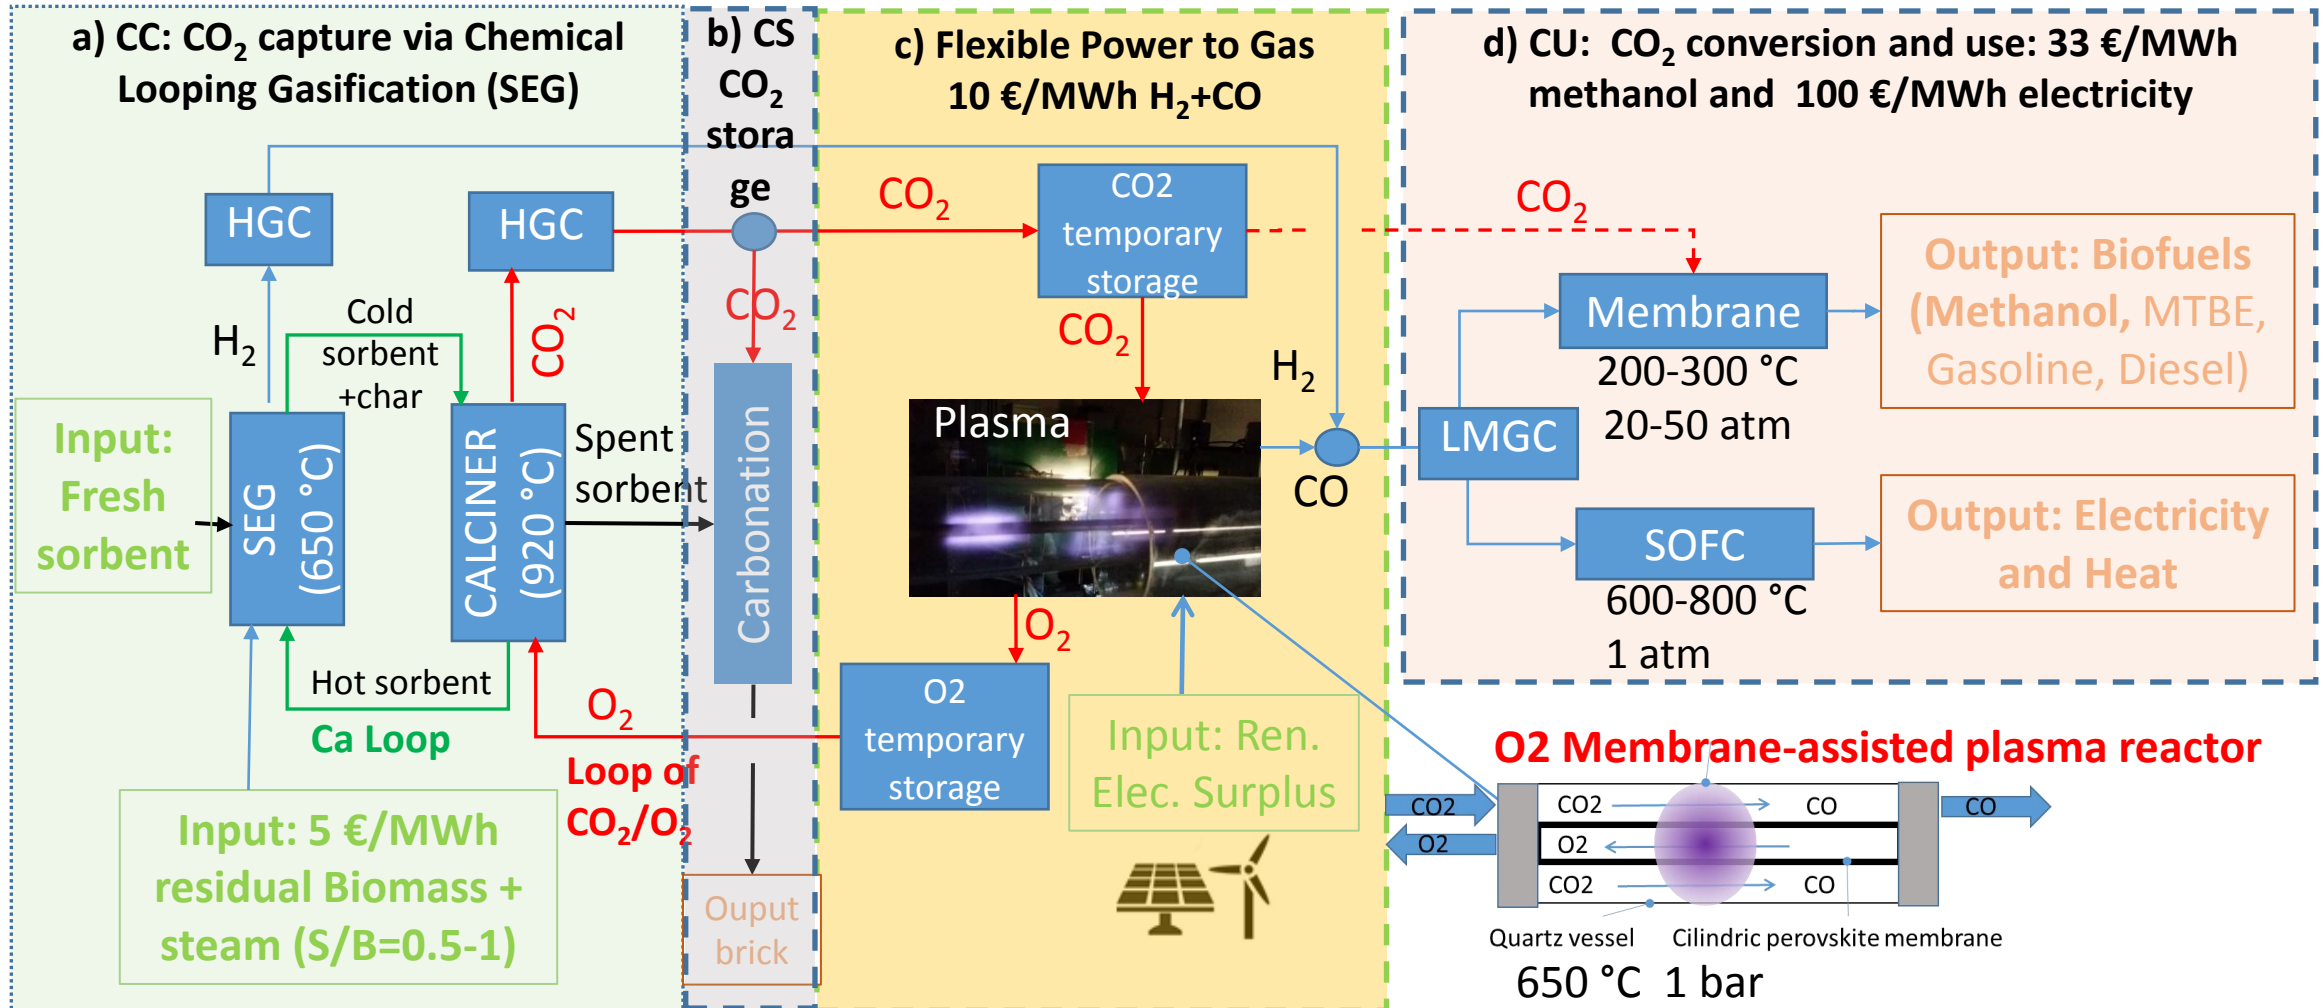 a) CC: CO2 capture via Chemical
Looping Gasification (SEG)
b) CS
CO2
stora
ge
c) Flexible Power to Gas
10 €/MWh H2+CO
d) CU: CO2 conversion and use: 33 €/MWh
methanol and 100 €/MWh electricity
HGC
HGC
H2
Cold
sorbent
+char
CO2
Input:
Fresh
sorbent
SEG
(650 °C)
CALCINER
(920 °C)
Spent
sorbent
Hot sorbent
Ca Loop
O2
Loop of
CO2/O2
Input: 5 €/MWh
residual Biomass +
steam (S/B=0.5-1)
CO2
Carbonation
Ouput
brick
CO2
CO2
temporary
storage
CO2
Plasma
H2
CO
O2
O2
temporary
storage
Input: Ren.
Elec. Surplus
CO2
Membrane
200-300 °C
20-50 atm
LMGC
SOFC
600-800 °C
1 atm
Output: Biofuels
(Methanol, MTBE,
Gasoline, Diesel)
Output: Electricity
and Heat
O2 Membrane-assisted plasma reactor
CO2
CO2
CO
CO
O2
O2
CO2
CO
Quartz vessel
Cilindric perovskite membrane
650 °C 1 bar